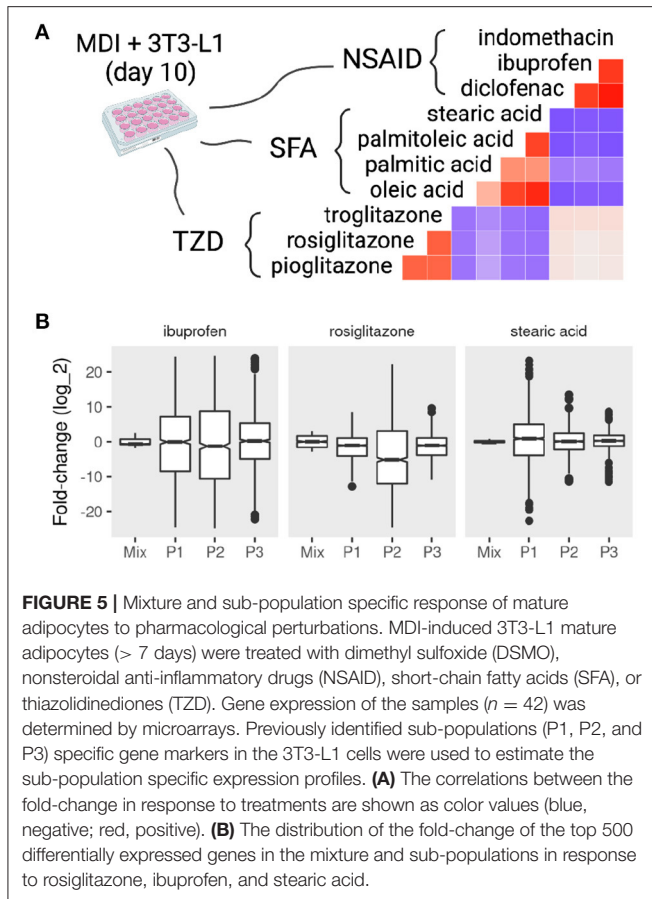 A
MDI + 3T3-L1
(day 10)
NSAID
indomethacin
ibuprofen
diclofenac
SFA
stearic acid
palmitoleic acid
palmitic acid
oleic acid
TZD
troglitazone
rosiglitazone
pioglitazone
B
ibuprofen rosiglitazone stearic acid
Fold-change (log_2)
20
10
0
-10
-20
Mix P1 P2 P3 Mix P1 P2 P3 Mix P1 P2 P3
FIGURE 5 | Mixture and sub-population specific response of mature
adipocytes to pharmacological perturbations. MDI-induced 3T3-L1 mature
adipocytes (> 7 days) were treated with dimethyl sulfoxide (DSMO),
nonsteroidal anti-inflammatory drugs (NSAID), short-chain fatty acids (SFA), or
thiazolidinediones (TZD). Gene expression of the samples (n = 42) was
determined by microarrays. Previously identified sub-populations (P1, P2, and
P3) specific gene markers in the 3T3-L1 cells were used to estimate the
sub-population specific expression profiles. (A) The correlations between the
fold-change in response to treatments are shown as color values (blue,
negative; red, positive). (B) The distribution of the fold-change of the top 500
differentially expressed genes in the mixture and sub-populations in response
to rosiglitazone, ibuprofen, and stearic acid.